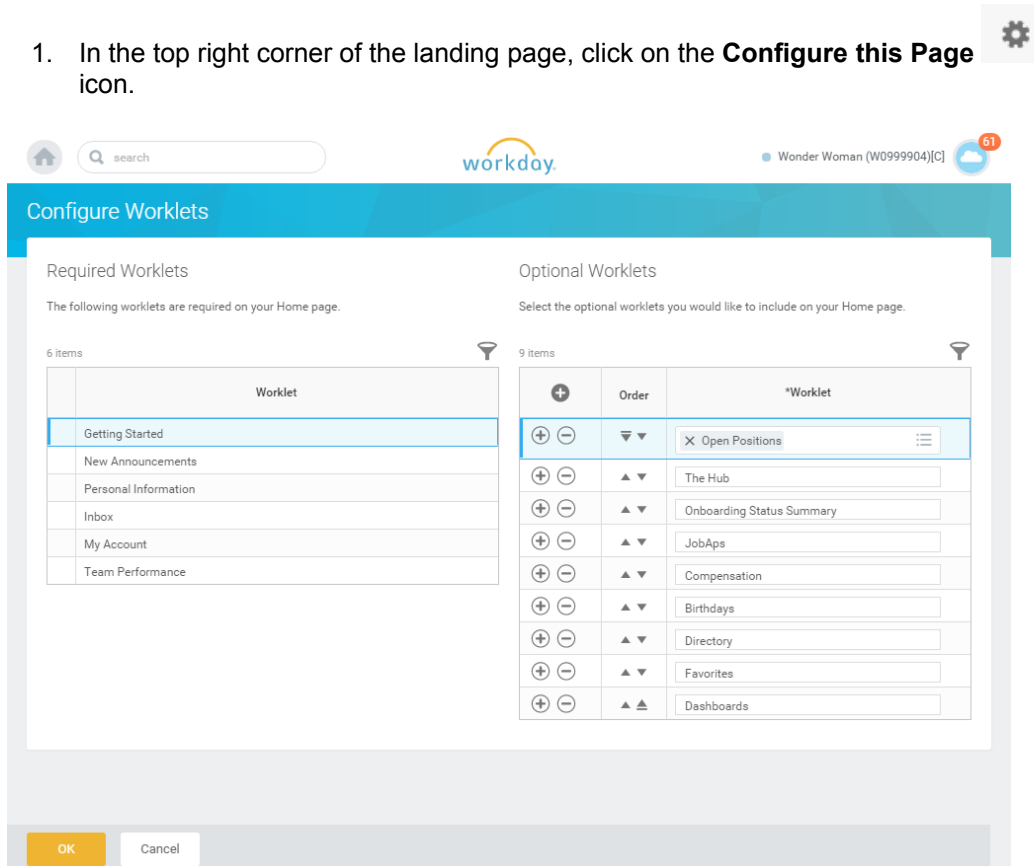 1. In the top right corner of the landing page, click on the Configure this Page
icon.
search
workday.
Wonder Woman (W0999904)[C]
61
Configure Worklets
Required Worklets
The following worklets are required on your Home page.
6 items
Worklet
Getting Started
New Announcements
Personal Information
Inbox
My Account
Team Performance
Optional Worklets
Select the optional worklets you would like to include on your Home page.
9 items
Order
*Worklet
Open Positions
The Hub
Onboarding Status Summary
JobAps
Compensation
Birthdays
Directory
Favorites
Dashboards
OK
Cancel